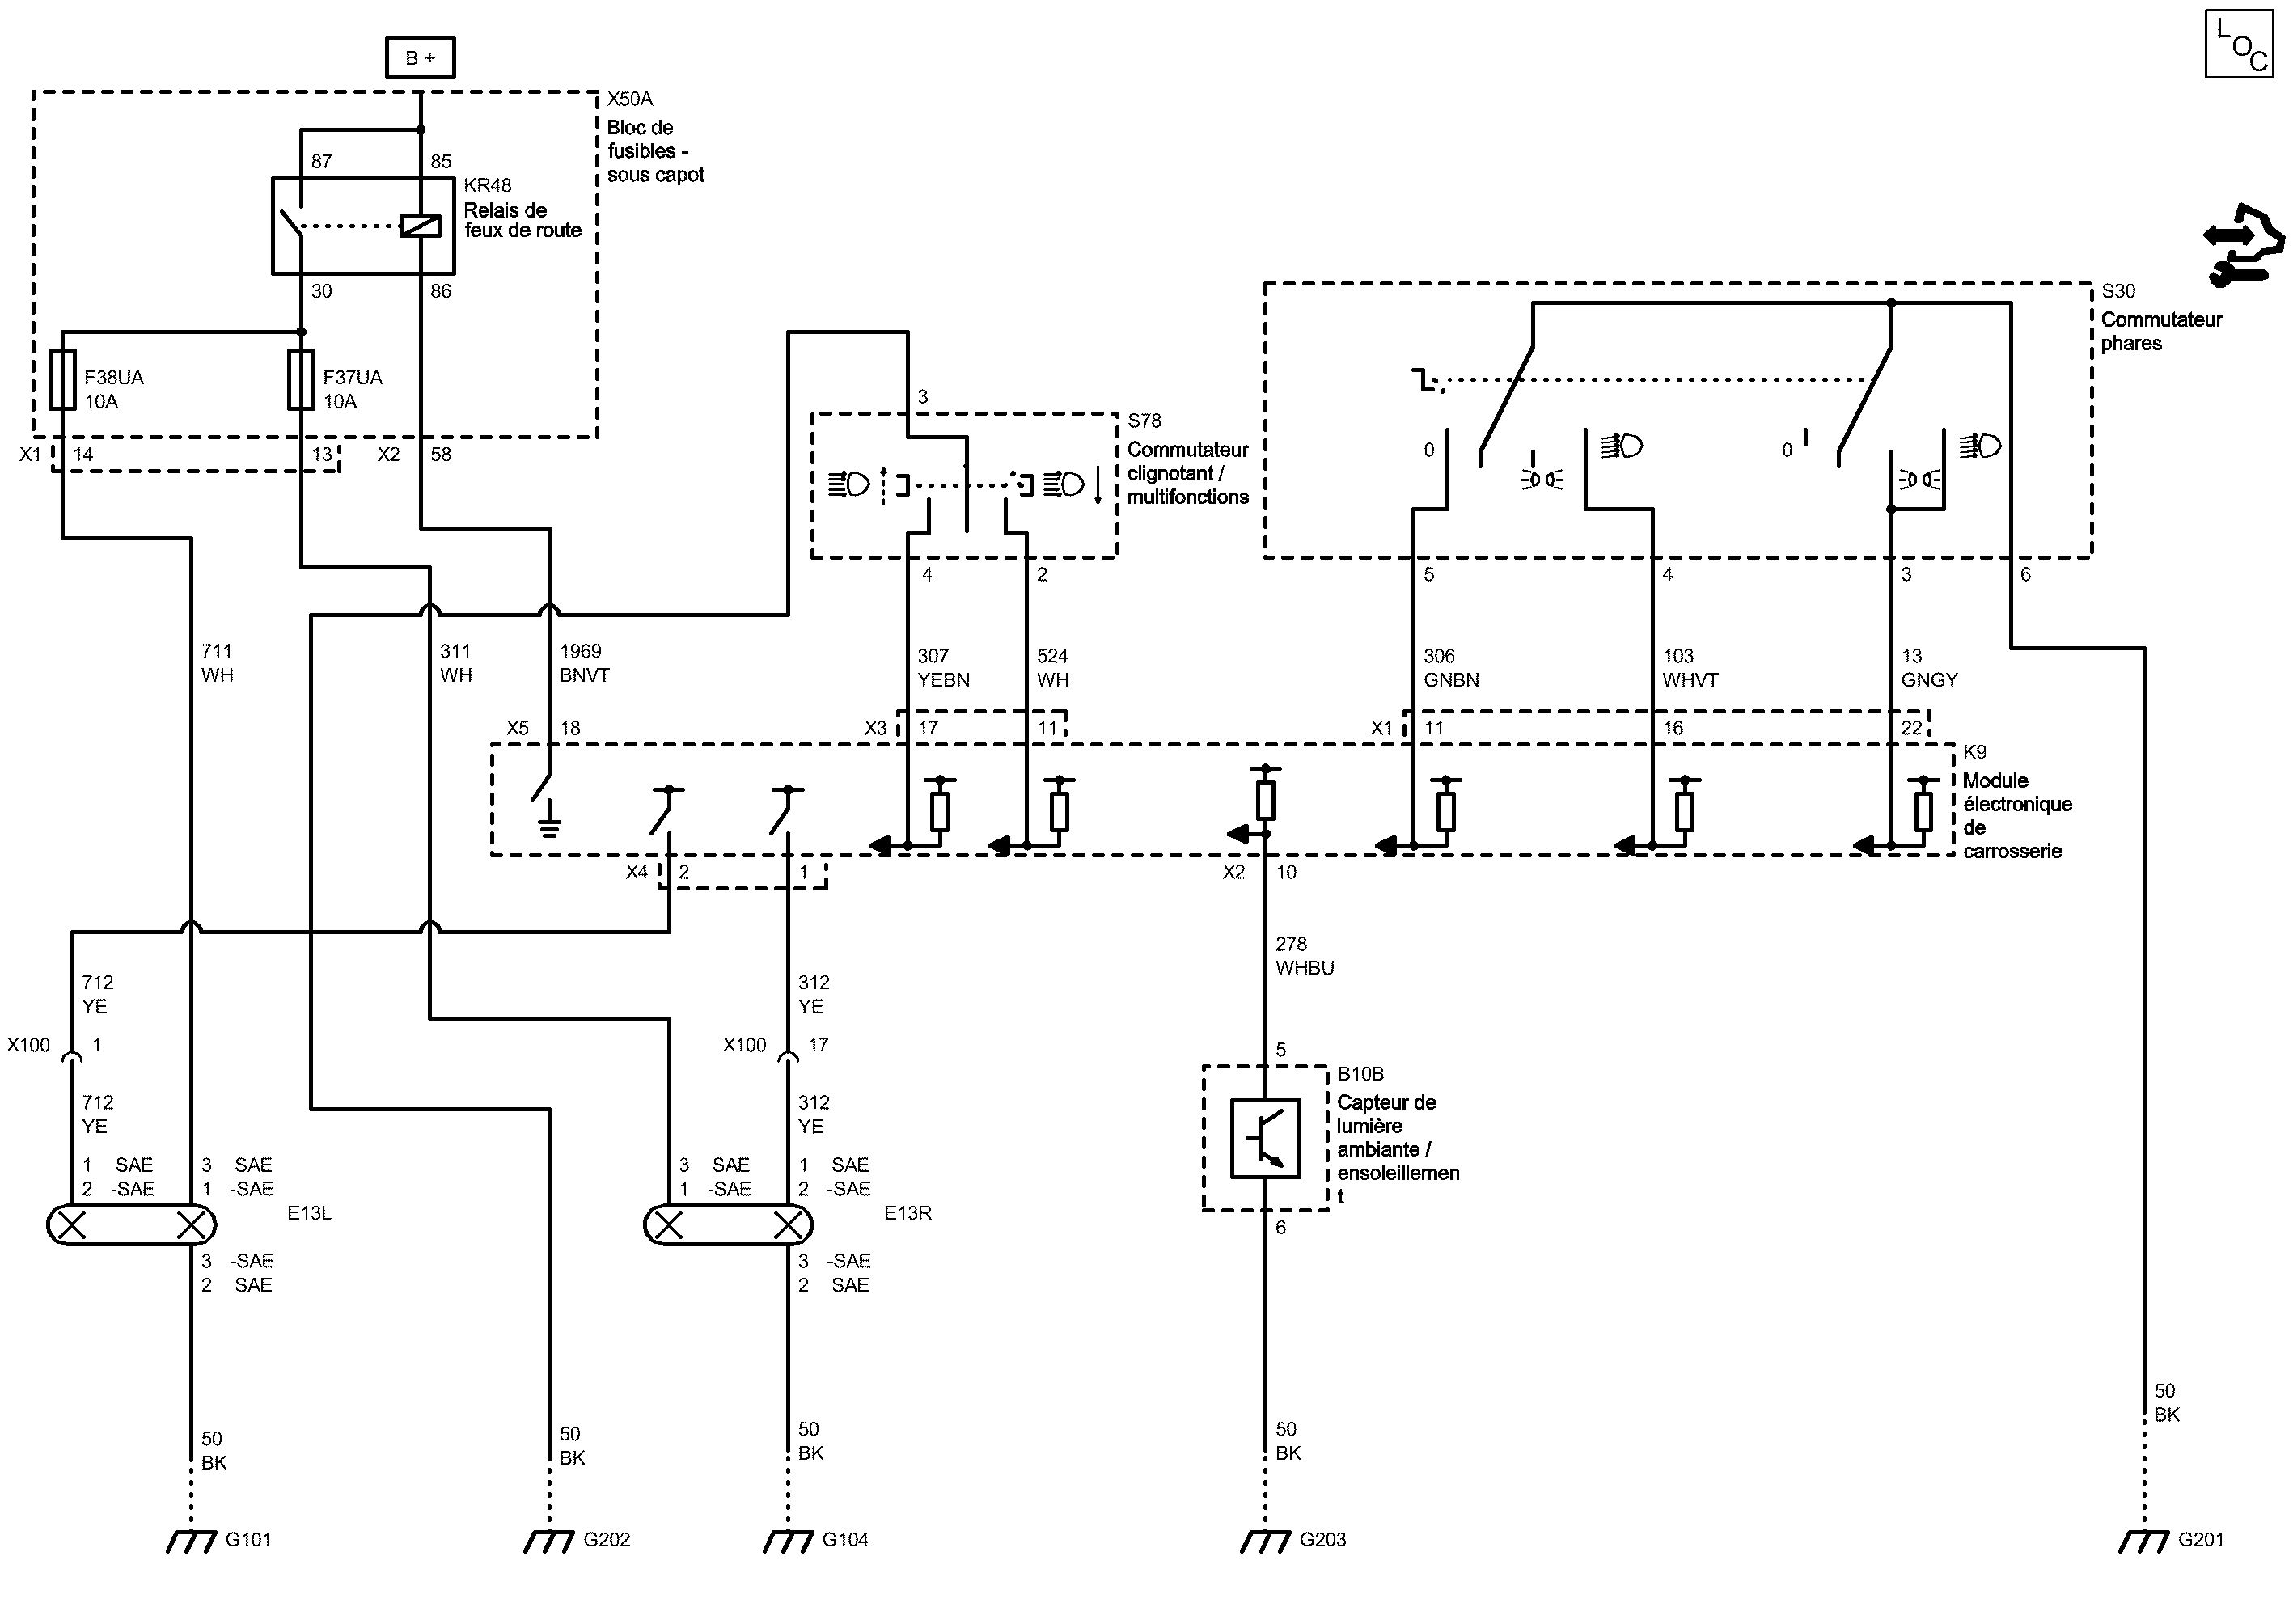 LOC
B +
X50A
Bloc de
fusibles -
sous capot
87
85
KR48
Relais de
feux de route
30
86
F38UA
10A
F37UA
10A
X1
14
13
X2
58
3
S78
Commutateur
clignotant /
multifonctions
4
2
S30
Commutateur
phares
0
0
5
4
3
6
711
WH
311
WH
1969
BNVT
307
YEBN
524
WH
306
GNBN
103
WHVT
13
GNGY
X5
18
X3
17
11
X1
11
16
22
K9
Module
électronique
de
carrosserie
X4
2
1
X2
10
278
WHBU
712
YE
312
YE
X100
1
X100
17
712
YE
312
YE
5
B10B
Capteur de
lumière
ambiante /
ensoleillemen
t
6
1 SAE
2 -SAE
3 SAE
1 -SAE
E13L
3 SAE
1 -SAE
1 SAE
2 -SAE
E13R
3 -SAE
2 SAE
3 -SAE
2 SAE
50
BK
50
BK
50
BK
50
BK
50
BK
G101
G202
G104
G203
G201